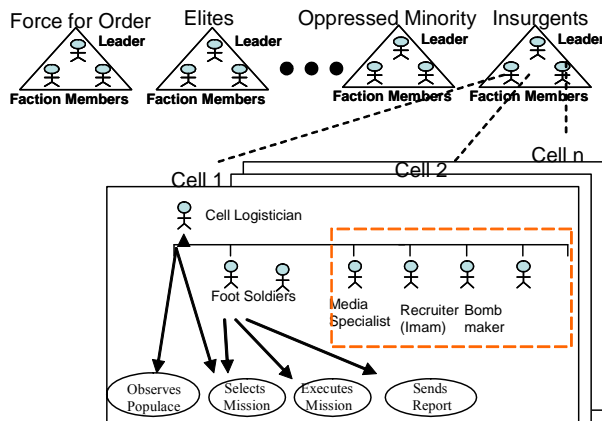 Force for Order
Elites
Oppressed Minority
Insurgents
Leader
Leader
Leader
Leader
Faction Members
Faction Members
Faction Members
Faction Members
Cell n
Cell 2
Cell 1
Cell Logistician
Foot Soldiers
Media
Specialist
Recruiter
(Imam)
Bomb
maker
Observes
Populace
Selects
Mission
Executes
Mission
Sends
Report